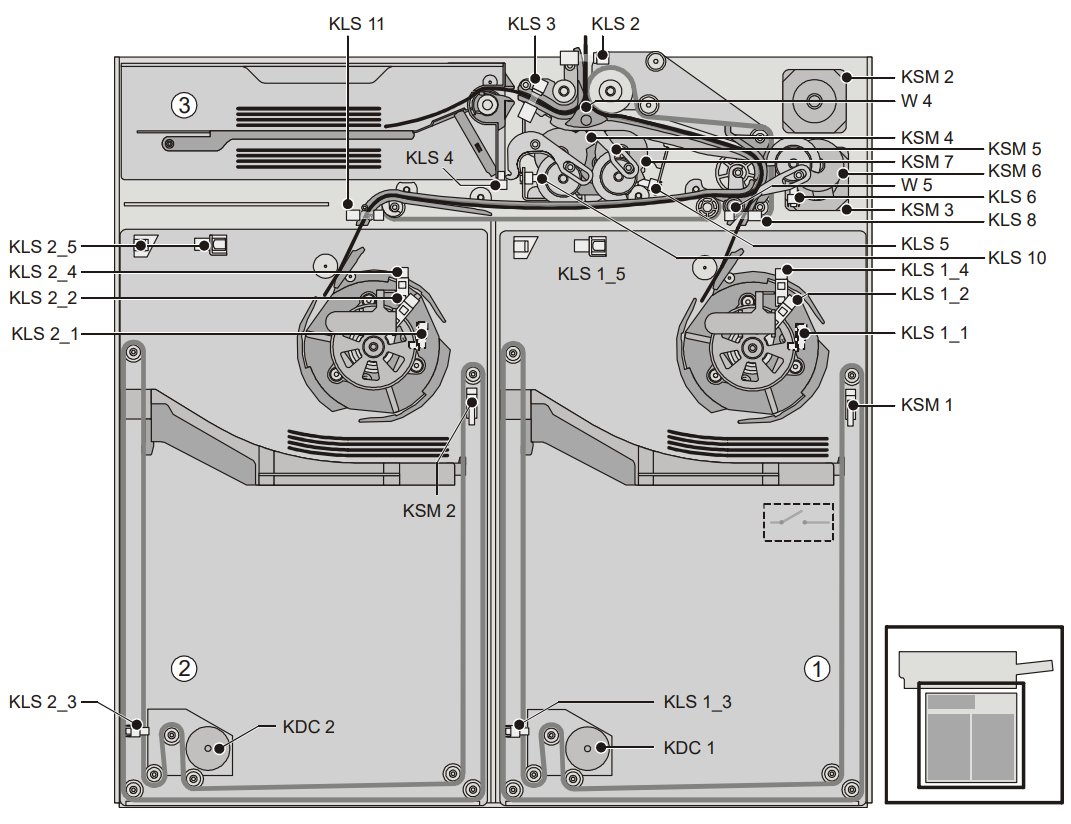 KLS 11
KLS 3
KLS 2
KSM 2
W 4
KSM 4
KSM 5
KSM 7
KSM 6
W 5
KLS 6
KSM 3
KLS 8
KLS 5
KLS 10
3
KLS 4
KLS 2_5
KLS 2_4
KLS 2_2
KLS 2_1
KLS 1_5
KLS 1_4
KLS 1_2
KLS 1_1
KSM 1
KSM 2
2
1
KLS 2_3
KDC 2
KLS 1_3
KDC 1